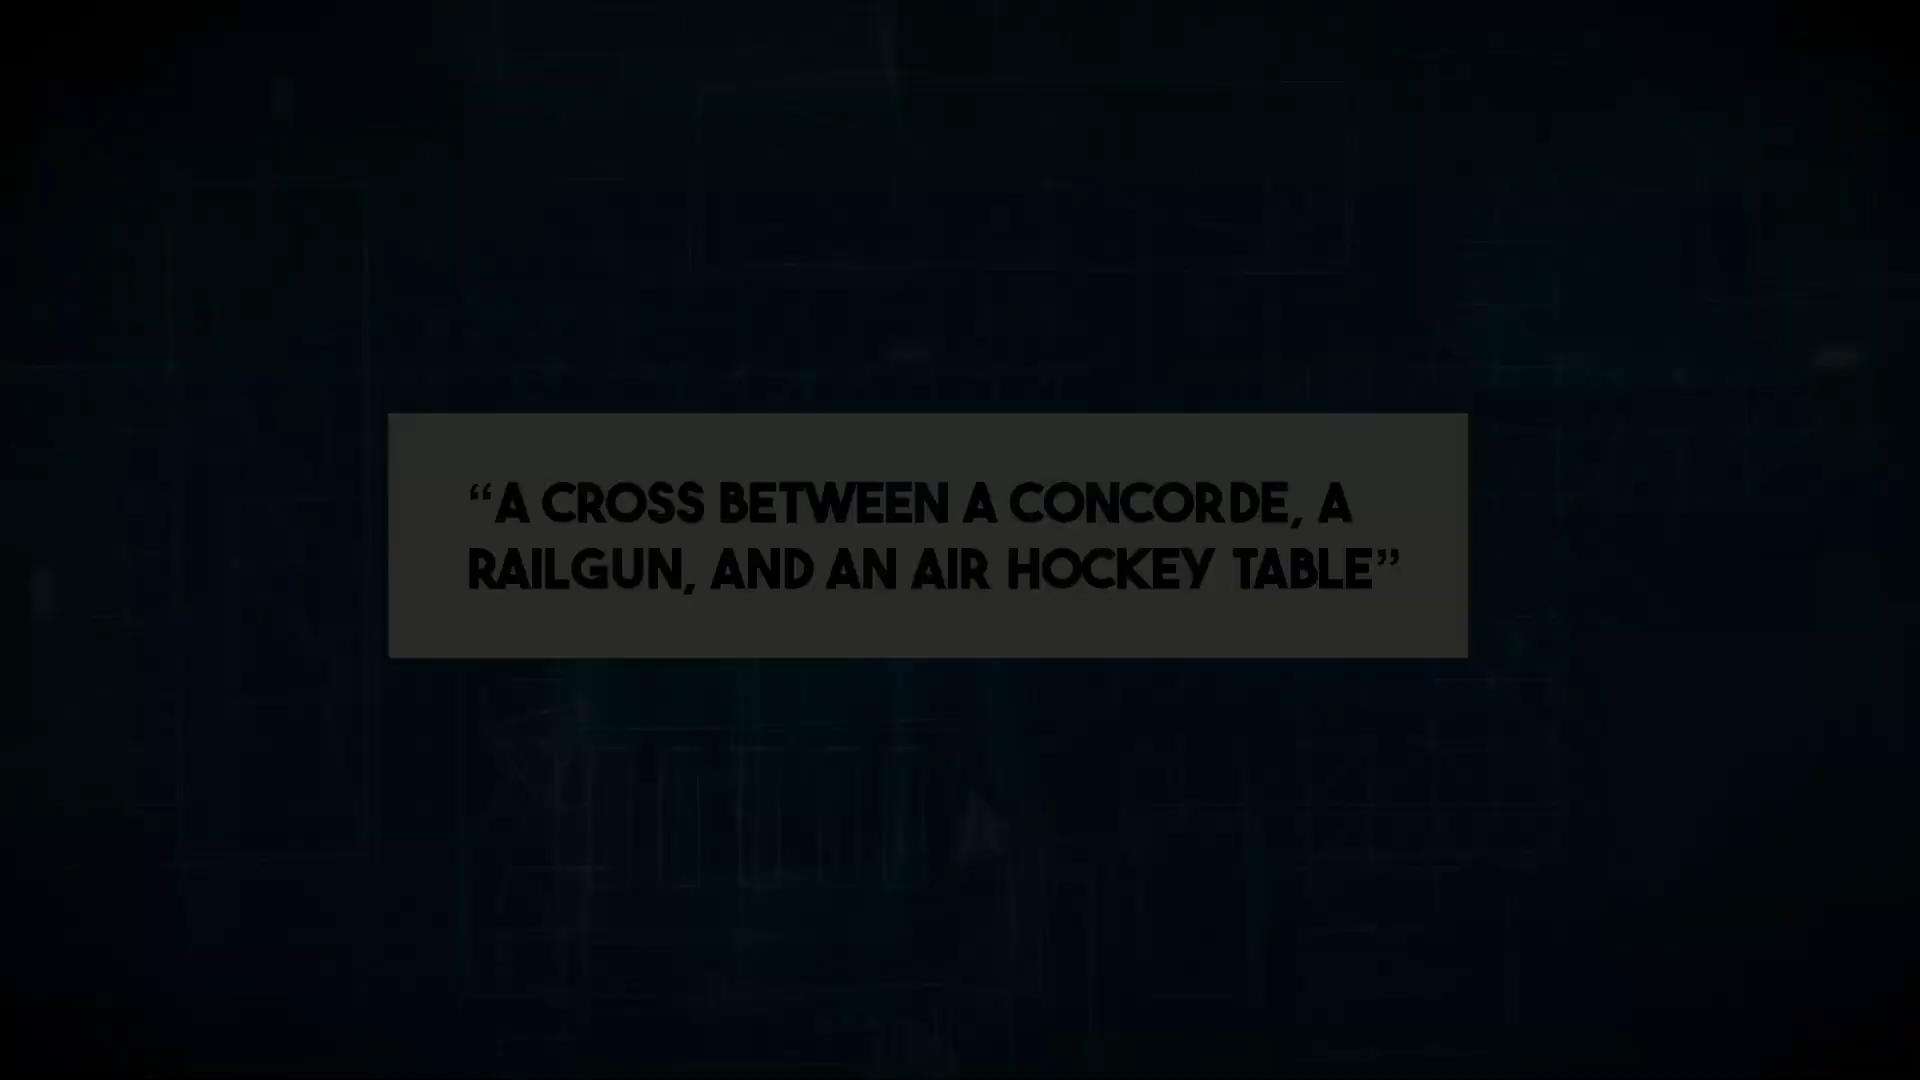 “A CROSS BETWEEN A CONCORDE, A
RAILGUN, AND AN AIR HOCKEY TABLE”